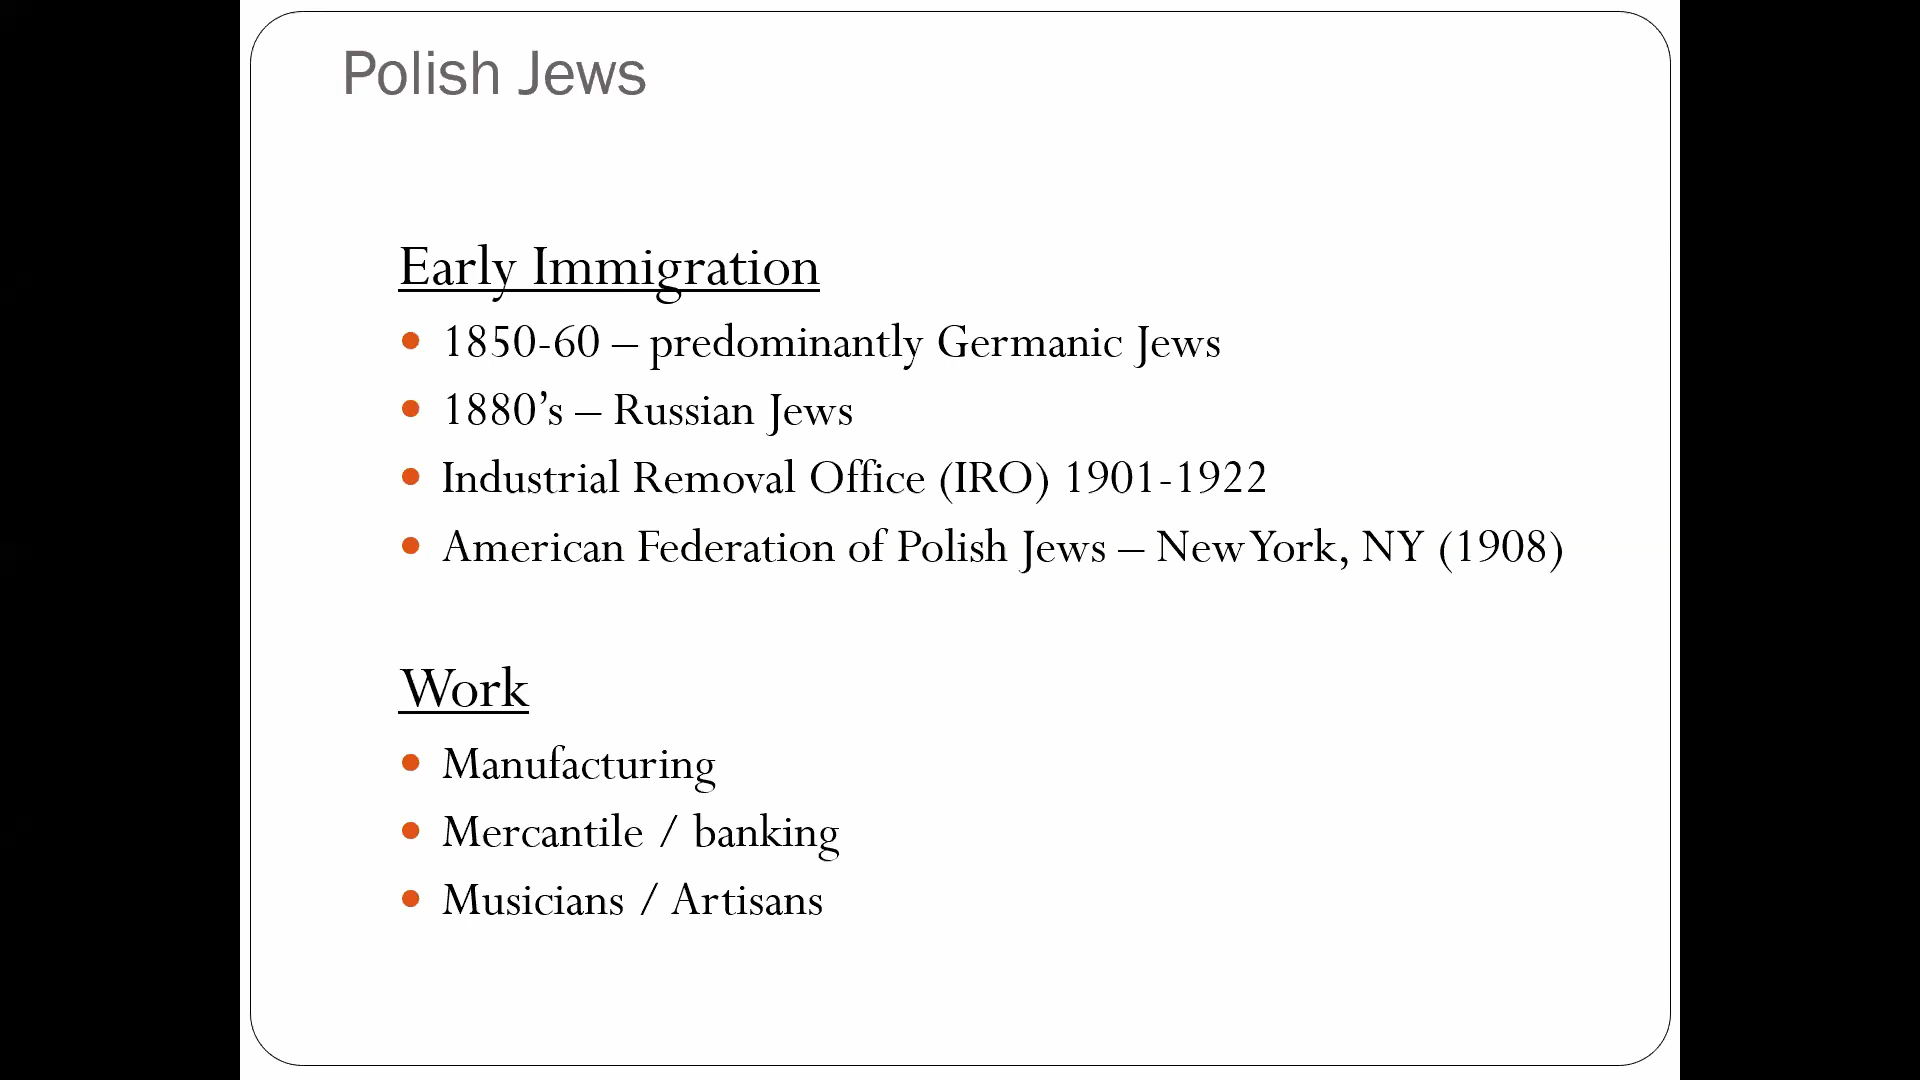 Polish Jews
Early Immigration
1850-60 – predominantly Germanic Jews
1880’s – Russian Jews
Industrial Removal Office (IRO) 1901-1922
American Federation of Polish Jews – New York, NY (1908)
Work
Manufacturing
Mercantile / banking
Musicians / Artisans